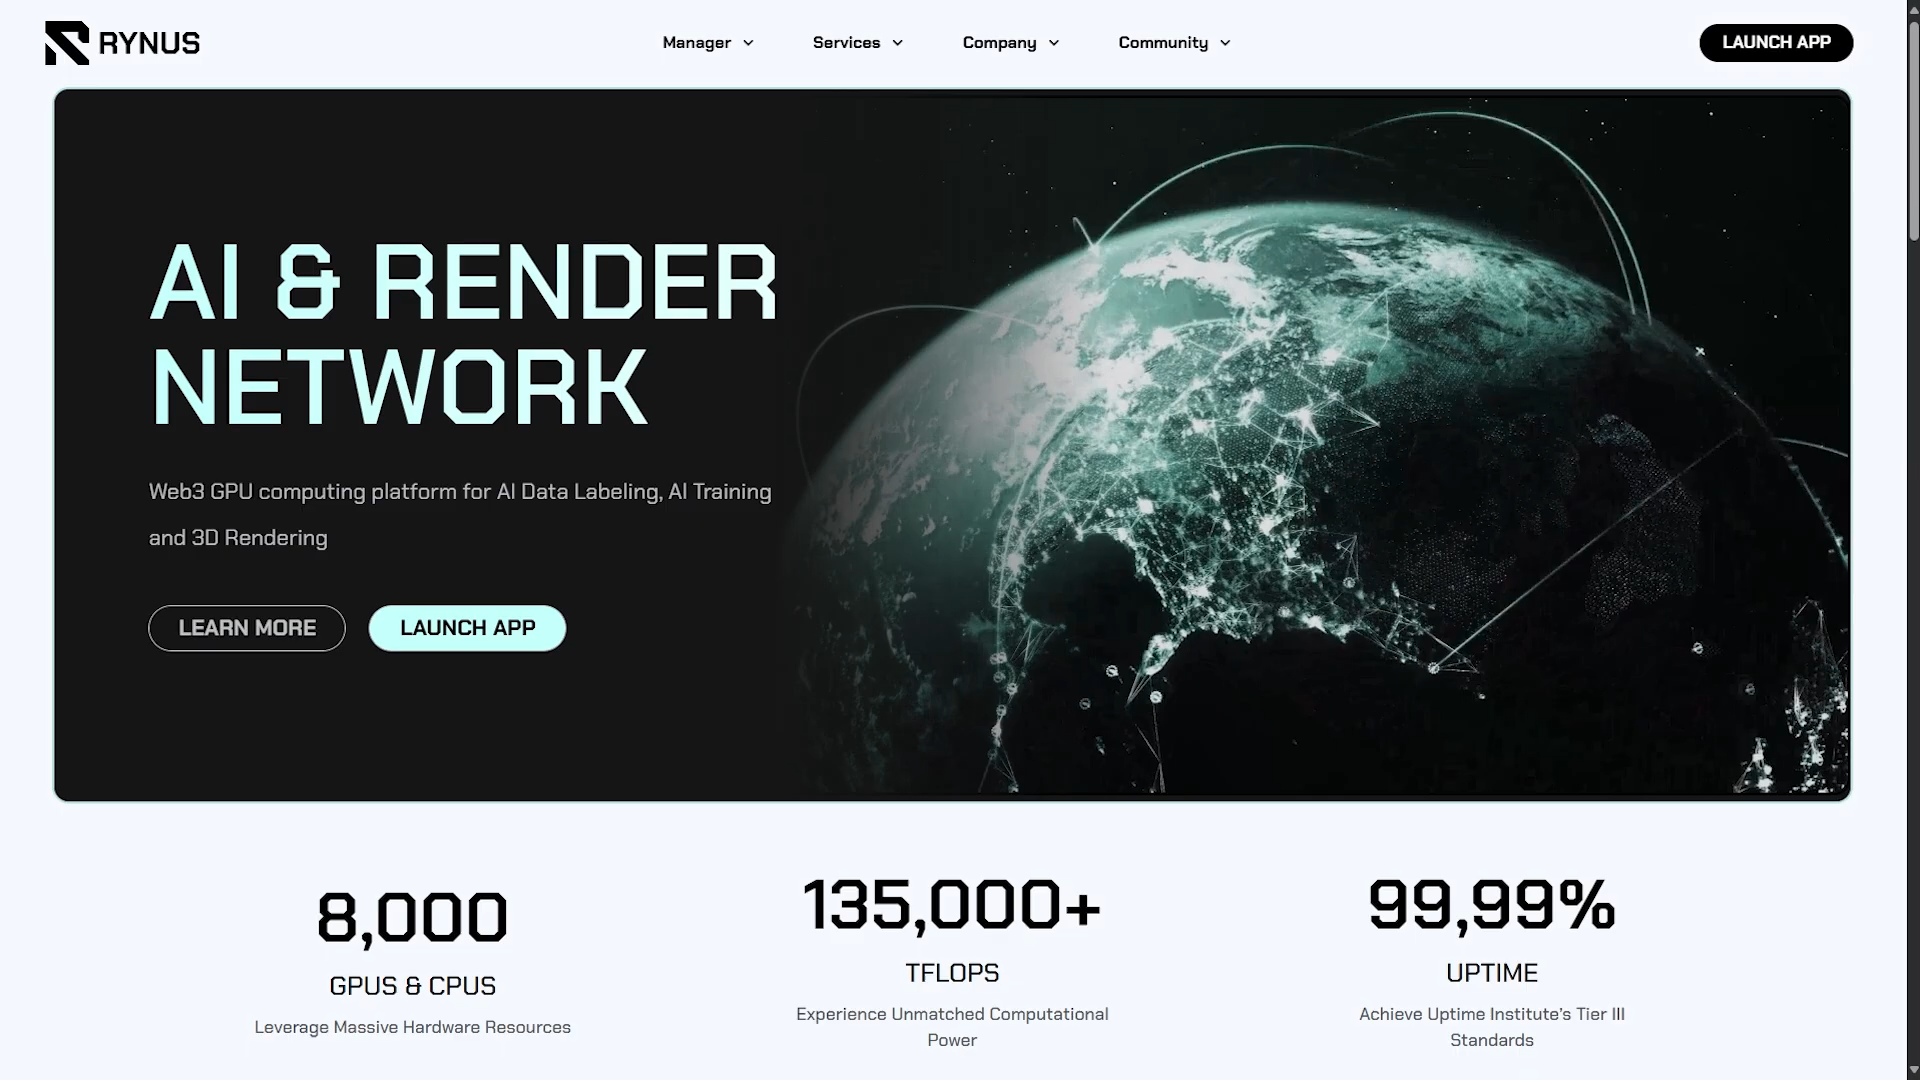 RYNUS
Manager
Services
Company
Community
LAUNCH APP
AI & RENDER
NETWORK
Web3 GPU computing platform for AI Data Labeling, AI Training
and 3D Rendering
LEARN MORE
LAUNCH APP
8,000
GPUS & CPUS
Leverage Massive Hardware Resources
135,000+
TFLOPS
Experience Unmatched Computational
Power
99,99%
UPTIME
Achieve Uptime Institute's Tier III
Standards